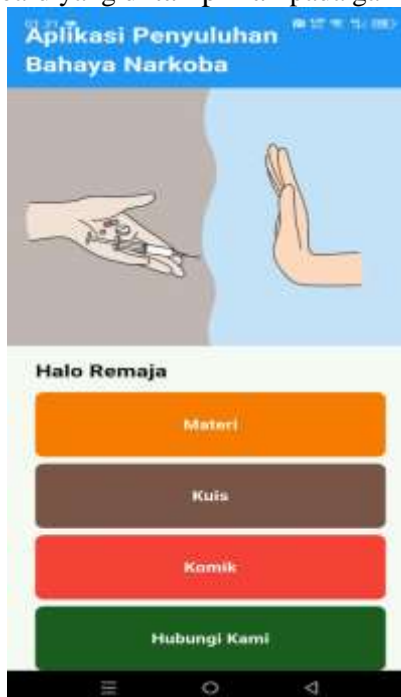 Aplikasi Penyuluhan
Bahaya Narkoba
Halo Remaja
Materi
Kuis
Komik
Hubungi Kami